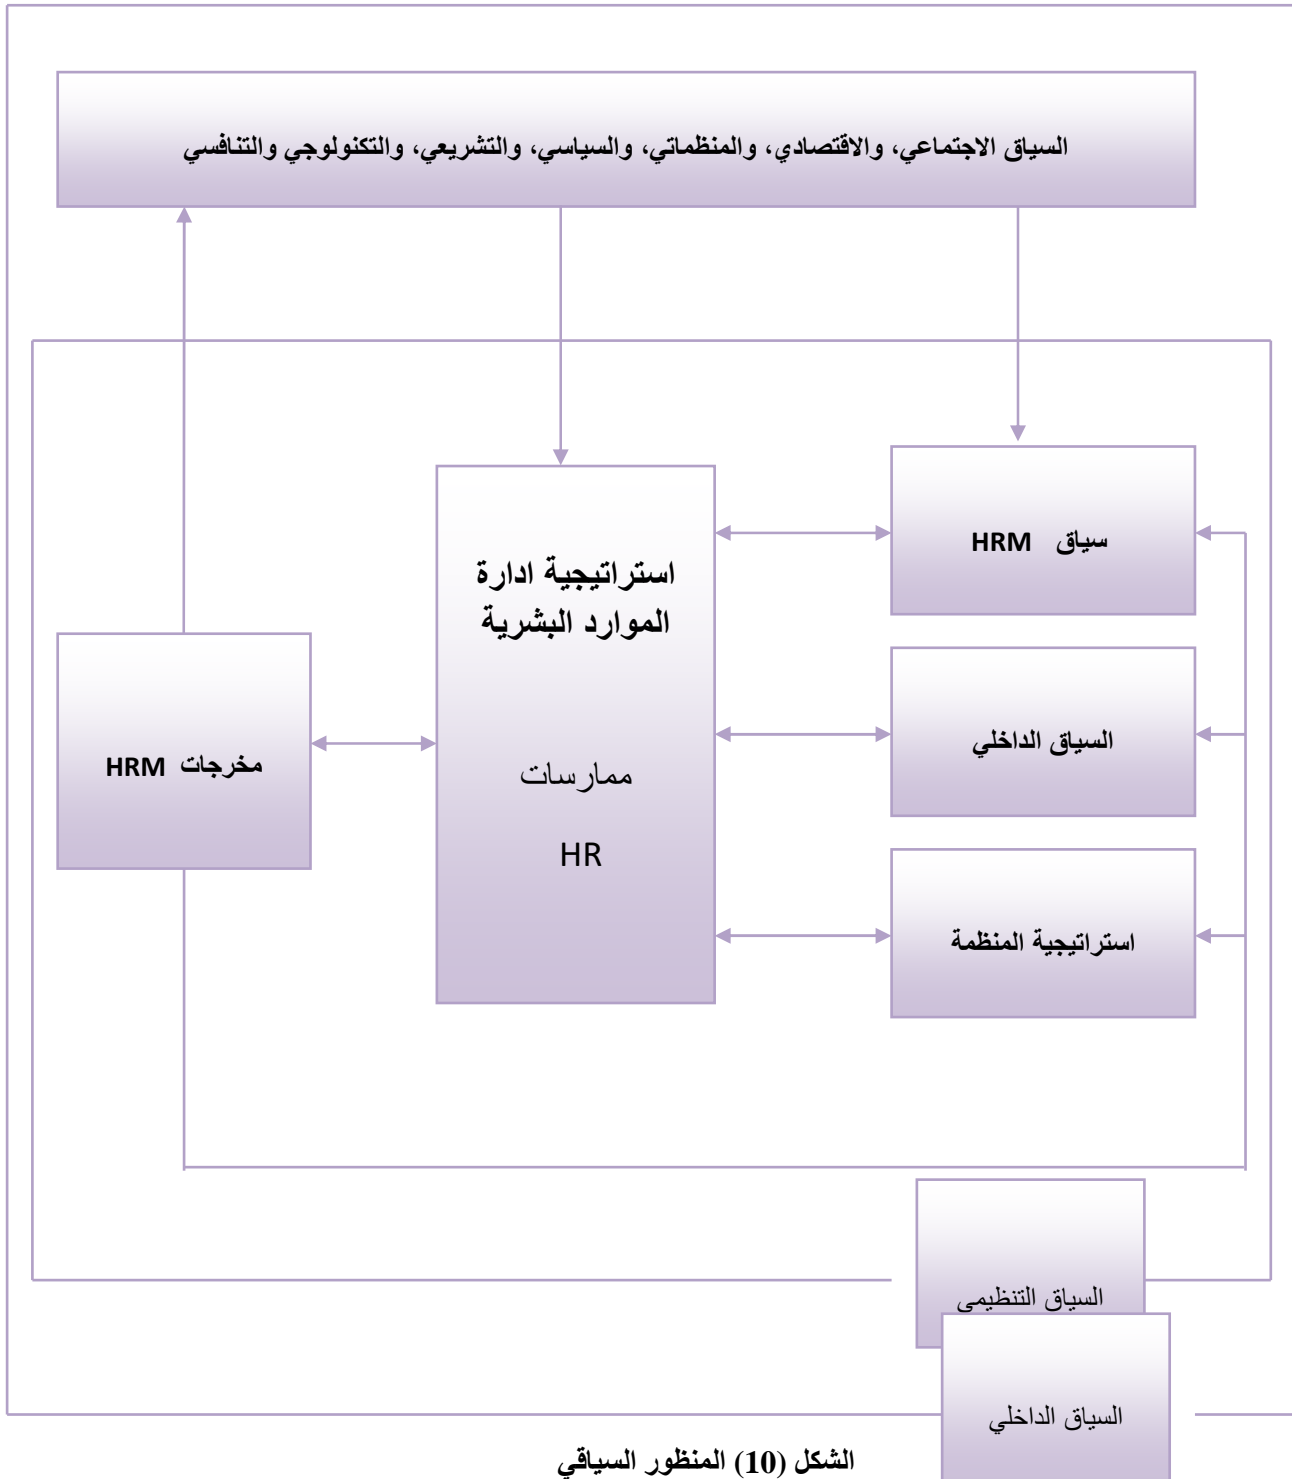 السياق الاجتماعي، والاقتصادي، والمنظماتي، والسياسي، والتشريعي، والتكنولوجي والتنافسي
سياق HRM
استراتيجية ادارة
الموارد البشرية
ممارسات
HR
السياق الداخلي
مخرجات HRM
استراتيجية المنظمة
السياق التنظيمي
السياق الداخلي
الشكل (10) المنظور السياقي